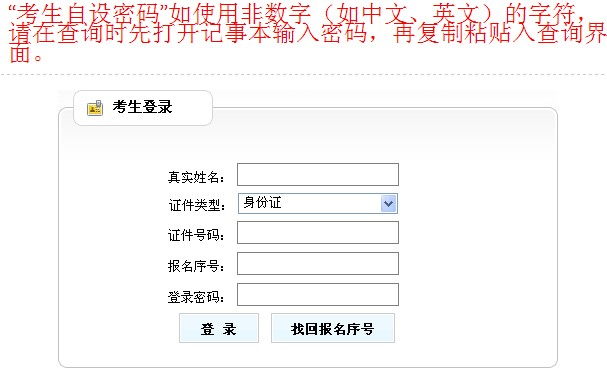 “考生自设密码”如使用非数字（如中文、英文）的字符，
请在查询时先打开记事本输入密码，再复制粘贴入查询界
面。
考生登录
真实姓名：
证件类型： 身份证
证件号码：
报名序号：
登录密码：
登 录 找回报名序号